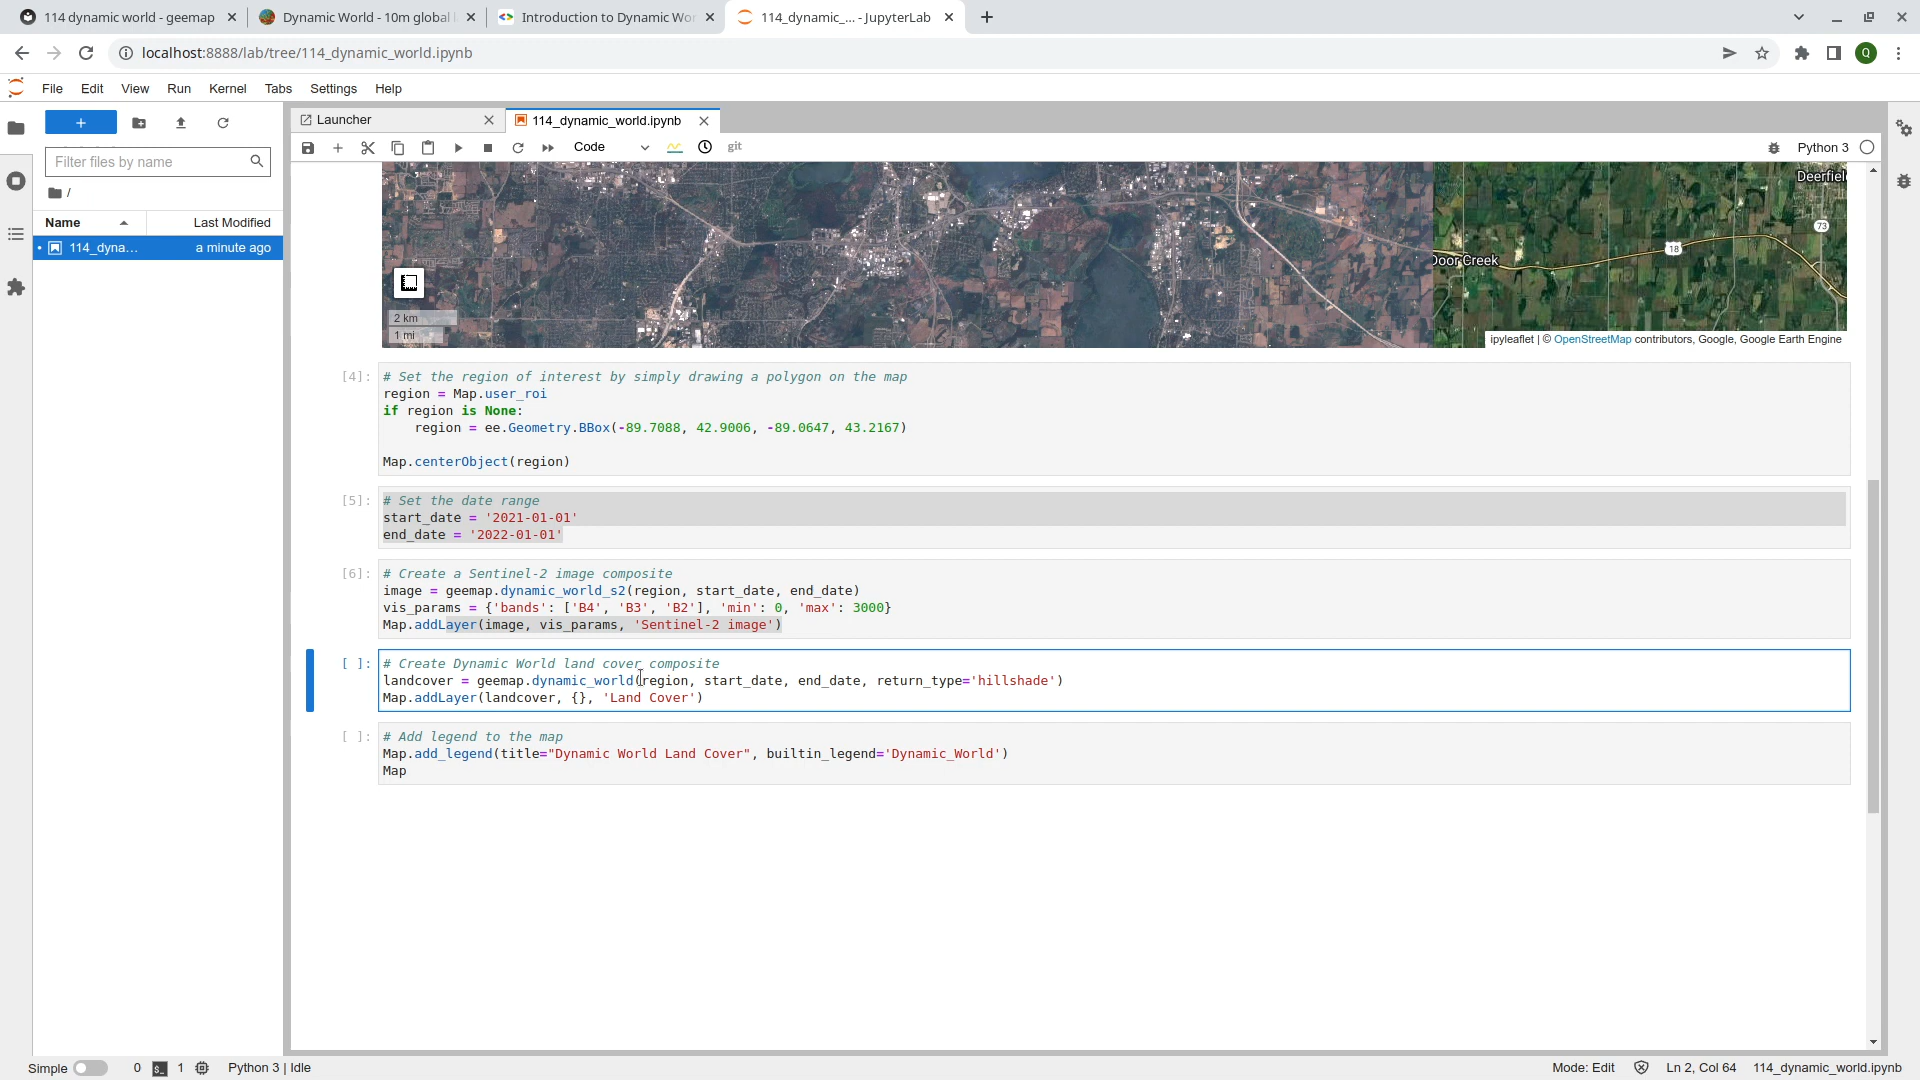 114 dynamic world - geemap
Dynamic World - 10m global
Introduction to Dynamic Wor
114_dynamic_... - JupyterLab
localhost:8888/lab/tree/114_dynamic_world.ipynb
Q
File Edit View Run Kernel Tabs Settings Help
+
Filter files by name
/
Name Last Modified
114_dyna... a minute ago
Launcher
114_dynamic_world.ipynb
Code
git
Python 3
Deerfiel
73
18
Door Creek
2 km
1 mi
ipyleaflet | © OpenStreetMap contributors, Google, Google Earth Engine
[4]: # Set the region of interest by simply drawing a polygon on the map
region = Map.user_roi
if region is None:
    region = ee.Geometry.BBox(-89.7088, 42.9006, -89.0647, 43.2167)
Map.centerObject(region)
[5]: # Set the date range
start_date = '2021-01-01'
end_date = '2022-01-01'
[6]: # Create a Sentinel-2 image composite
image = geemap.dynamic_world_s2(region, start_date, end_date)
vis_params = {'bands': ['B4', 'B3', 'B2'], 'min': 0, 'max': 3000}
Map.addLayer(image, vis_params, 'Sentinel-2 image')
[ ]: # Create Dynamic World land cover composite
landcover = geemap.dynamic_world(region, start_date, end_date, return_type='hillshade')
Map.addLayer(landcover, {}, 'Land Cover')
[ ]: # Add legend to the map
Map.add_legend(title="Dynamic World Land Cover", builtin_legend='Dynamic_World')
Map
Simple 0 1 Python 3 | Idle
Mode: Edit Ln 2, Col 64 114_dynamic_world.ipynb